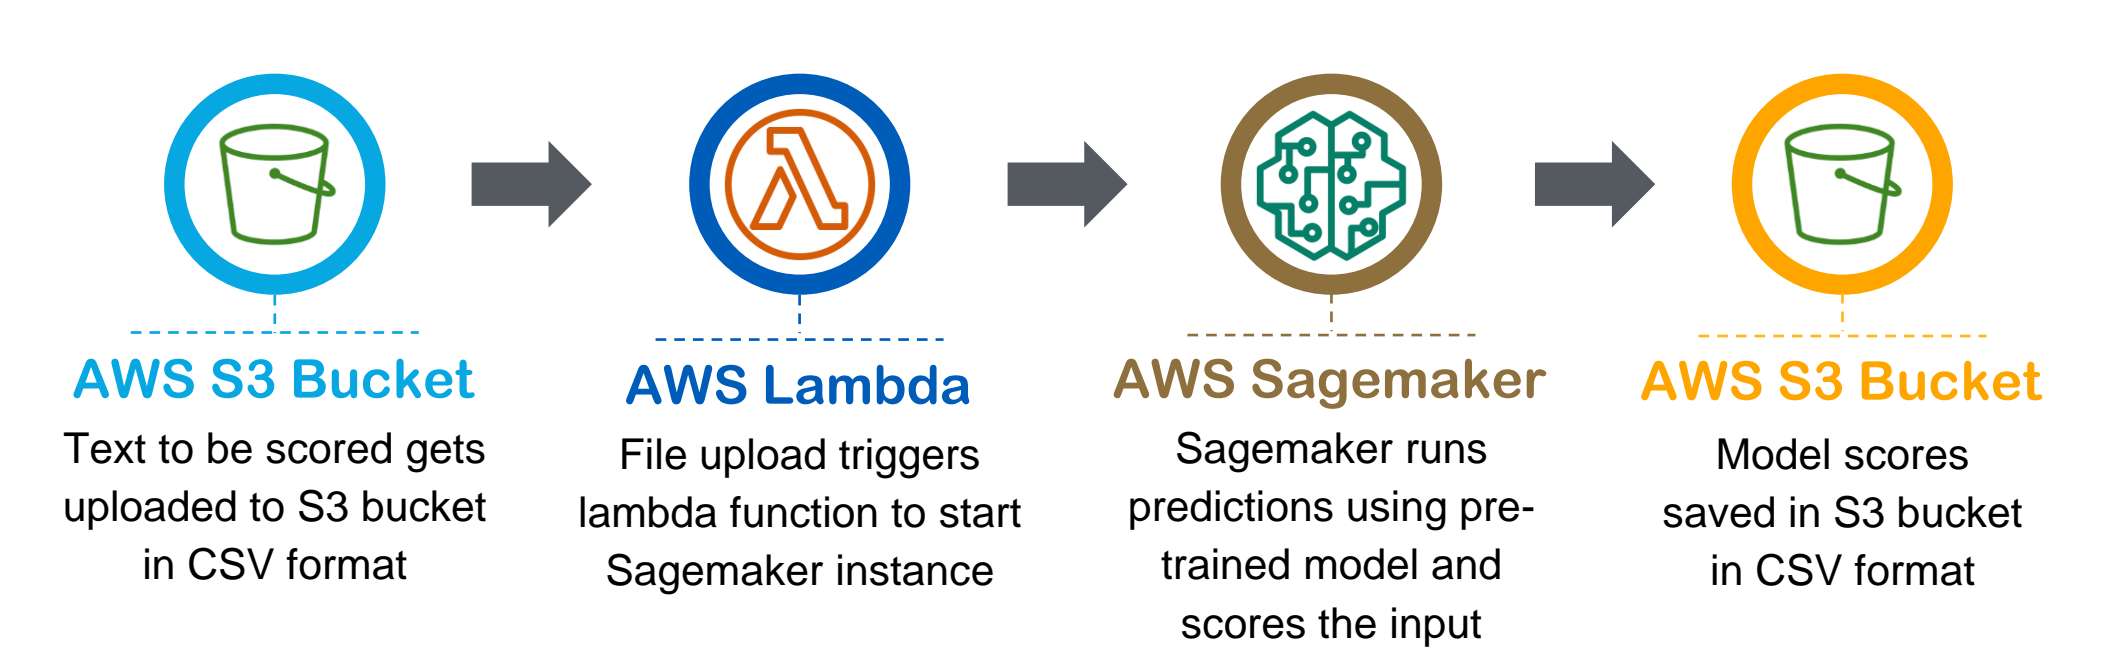 AWS S3 Bucket
Text to be scored gets
uploaded to S3 bucket
in CSV format
AWS Lambda
File upload triggers
lambda function to start
Sagemaker instance
AWS Sagemaker
Sagemaker runs
predictions using pre-
trained model and
scores the input
AWS S3 Bucket
Model scores
saved in S3 bucket
in CSV format